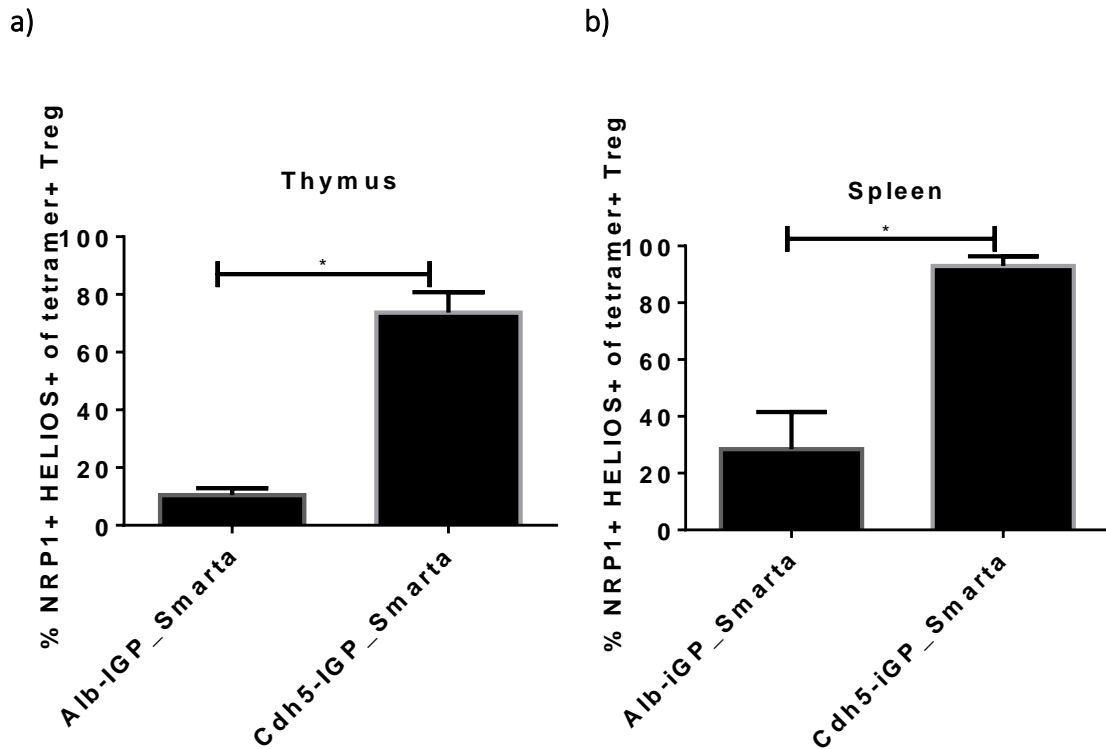 a)
Thymus
% NRP1+ HELIOS+ of tetramer+ Treg
100
80
60
40
20
0
*
Alb-IGP_Smarta
Cdh5-IGP_Smarta
b)
Spleen
% NRP1+ HELIOS+ of tetramer+ Treg
100
80
60
40
20
0
*
Alb-iGP_Smarta
Cdh5-iGP_Smarta